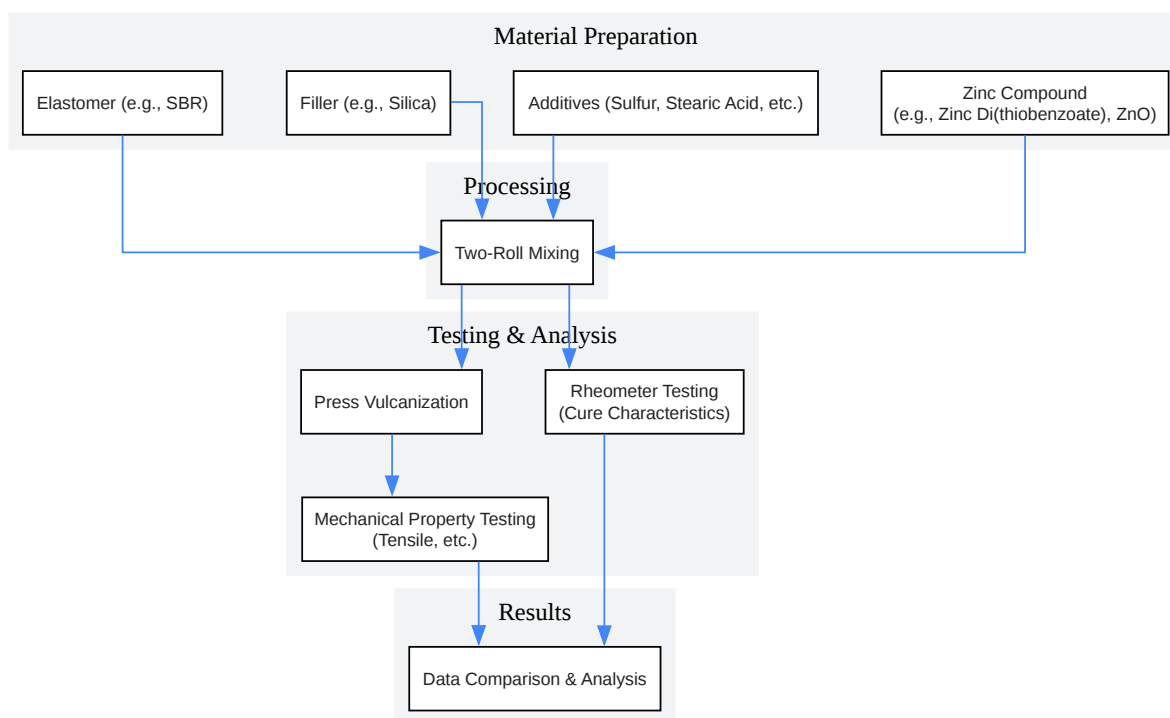 Material Preparation
Elastomer (e.g., SBR)
Filler (e.g., Silica)
Additives (Sulfur, Stearic Acid, etc.)
Zinc Compound
(e.g., Zinc Di(thiobenzoate), ZnO)
Processing
Two-Roll Mixing
Testing & Analysis
Press Vulcanization
Rheometer Testing
(Cure Characteristics)
Mechanical Property Testing
(Tensile, etc.)
Results
Data Comparison & Analysis